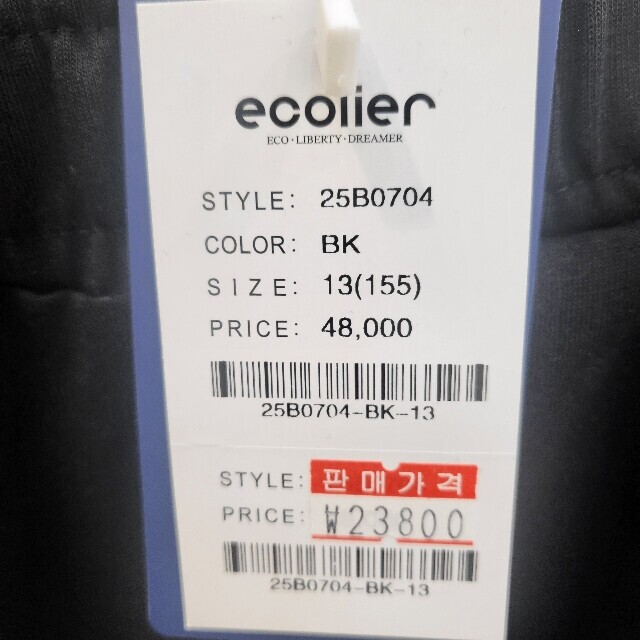 ecolier
ECO·LIBERTY·DREAMER
STYLE: 25B0704
COLOR: BK
SIZE: 13(155)
PRICE: 48,000
25B0704-BK-13
STYLE: 판매가격
PRICE: ₩23800
25B0704-BK-13